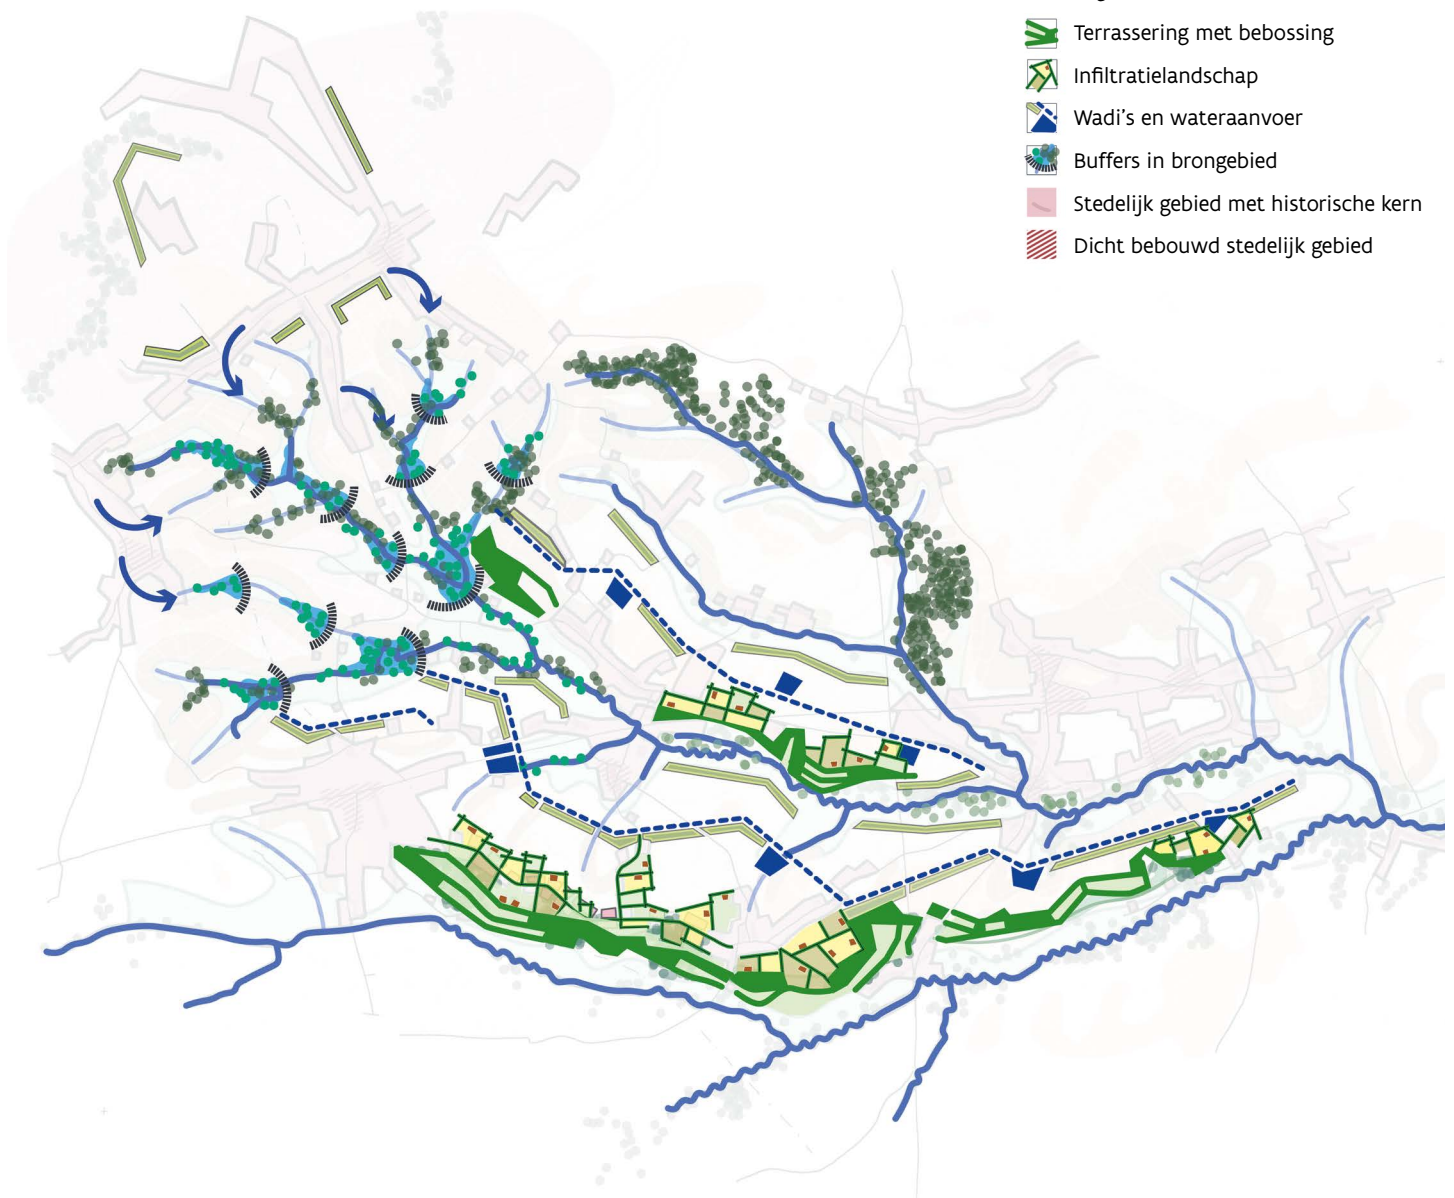 Terrassering met bebossing
Infiltratielandschap
Wadi's en wateraanvoer
Buffers in brongebied
Stedelijk gebied met historische kern
Dicht bebouwd stedelijk gebied